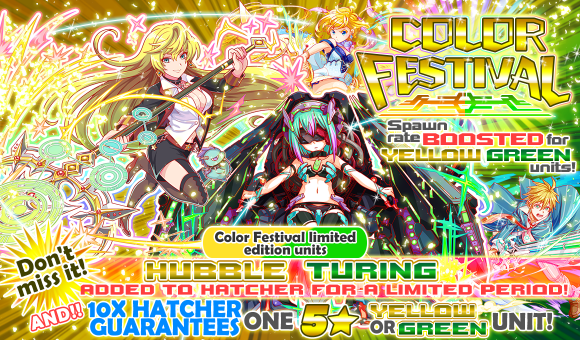 COLOR
FESTIVAL
Spawn
rate BOOSTED for
YELLOW GREEN
units!
Color Festival limited
edition units
Don't
miss it!
HUBBLE TURING
ADDED TO HATCHER FOR A LIMITED PERIOD!
AND!! 10X HATCHER
GUARANTEES ONE 5★ YELLOW
OR GREEN UNIT!